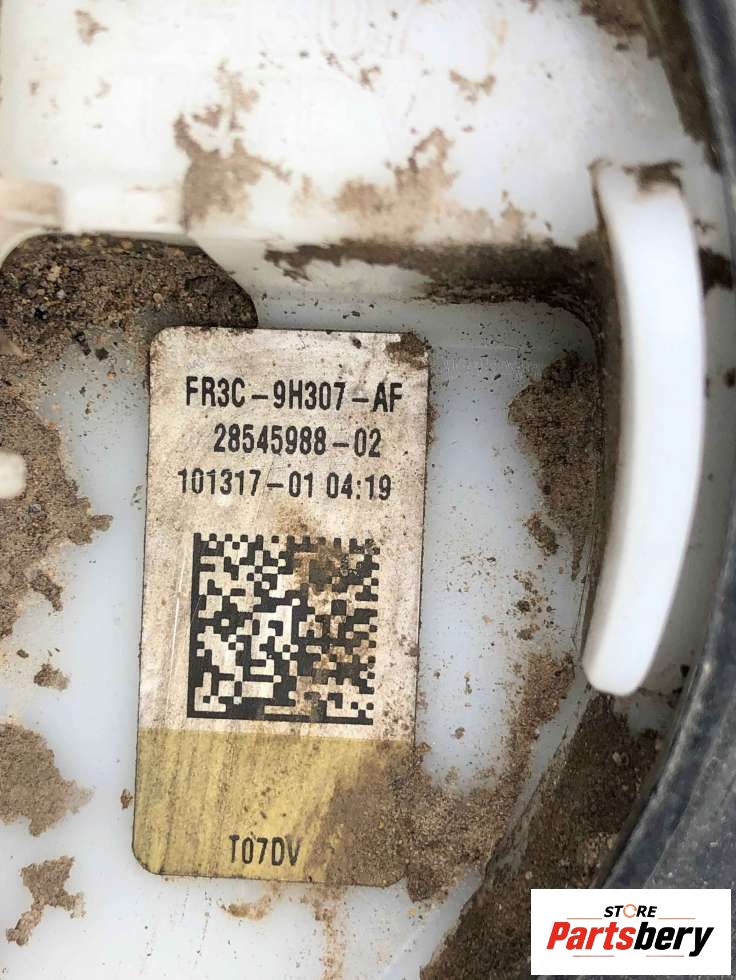 FR3C-9H307-AF
28545988-02
101317-01 04:19
T07DV
STORE
Partsbery